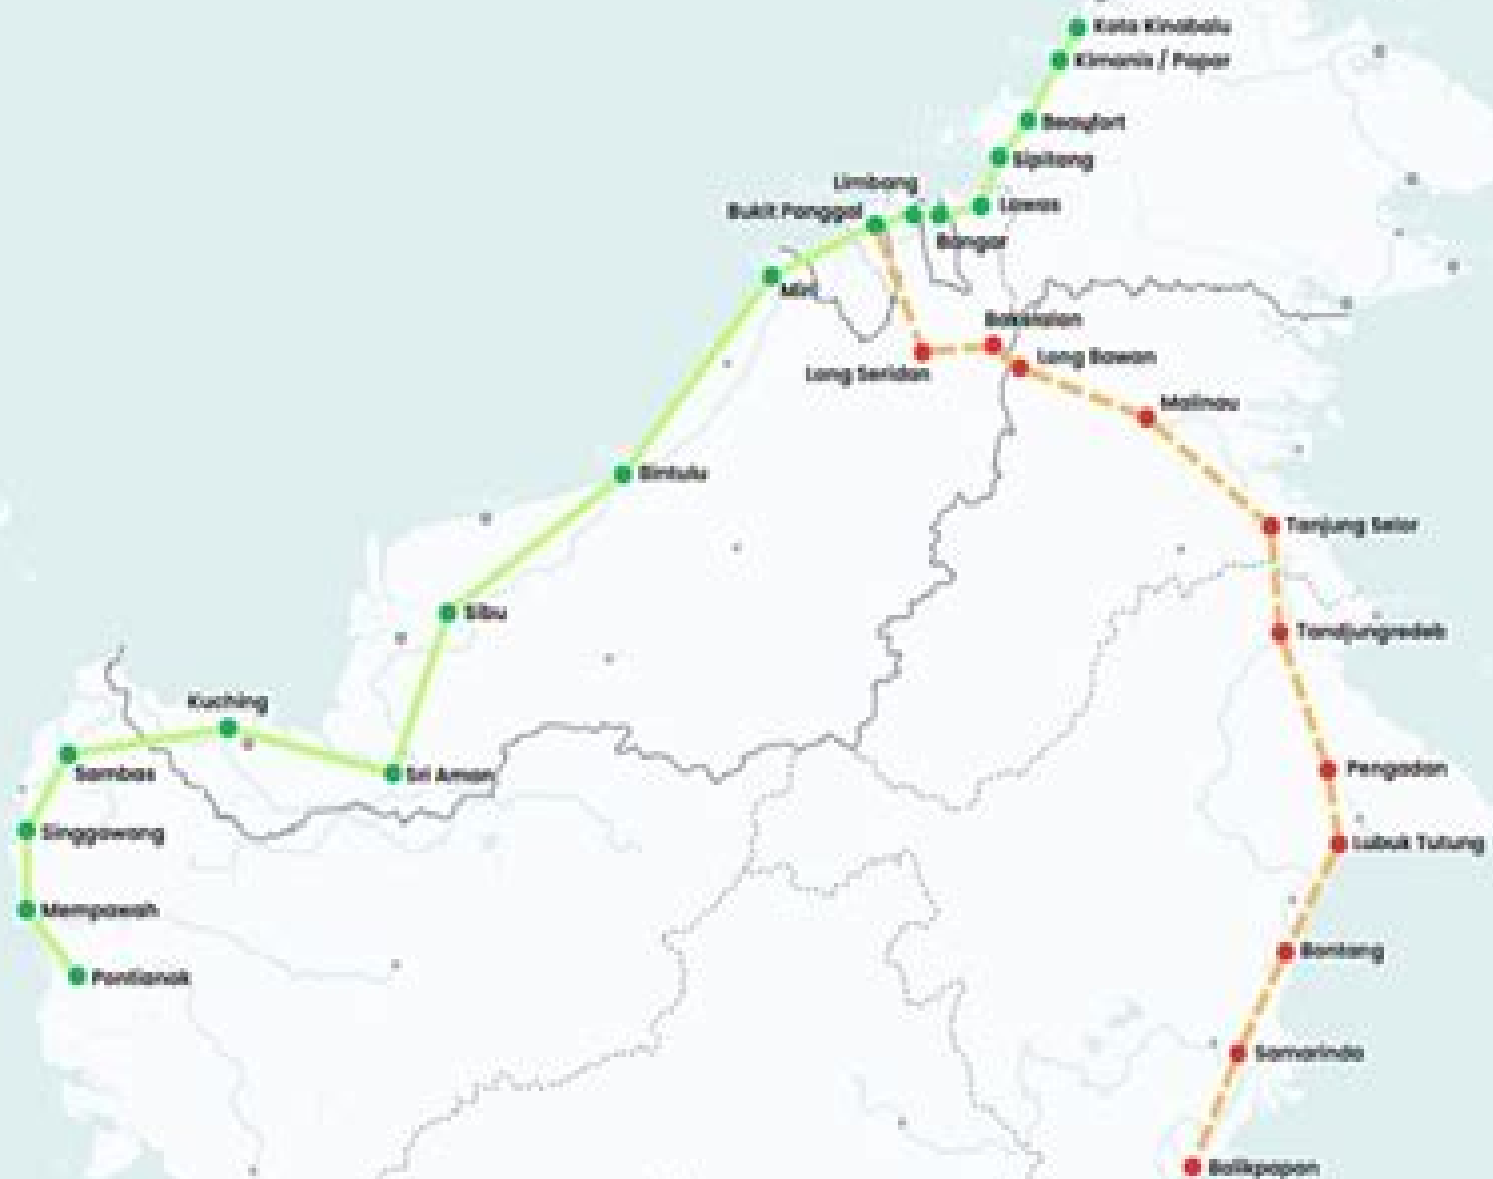 Kota Kinabalu
Kimanis / Papar
Beaufort
Sipitang
Limbang
Lawas
Bukit Panggal
Bangar
Miri
Bakelalan
Long Bawan
Long Seridan
Malinau
Bintulu
Tanjung Selor
Sibu
Tandjungredeb
Kuching
Sambas
Sri Aman
Pengadan
Singgawang
Lubuk Tutung
Mempawah
Bontang
Pontianak
Samarinda
Balikpapan